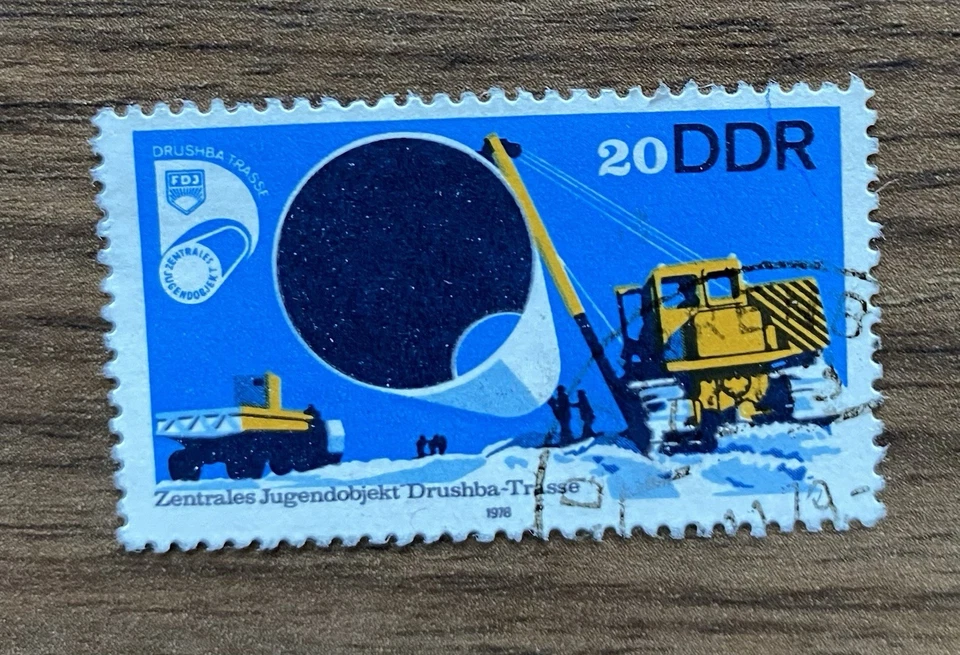 DRUSHBA TRASSE
FDJ
ZENTRALES
JUGENDOBJEKT
20 DDR
Zentrales Jugendobjekt "Drushba-Trasse"
1978